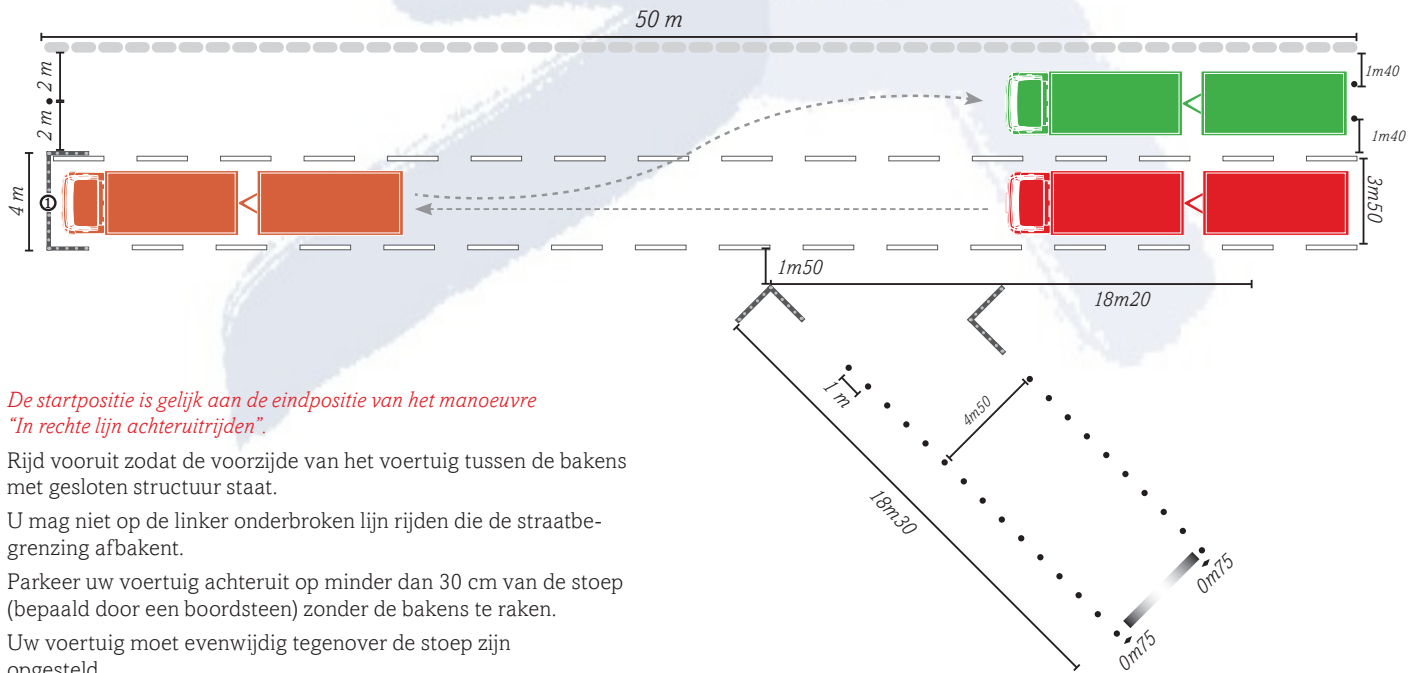 50 m
2 m
2 m
1m40
1m40
4 m
1
3m50
1m50
18m20
1 m
4m50
18m30
0m75
0m75
De startpositie is gelijk aan de eindpositie van het manoeuvre
“In rechte lijn achteruitrijden”.
Rijd vooruit zodat de voorzijde van het voertuig tussen de bakens
met gesloten structuur staat.
U mag niet op de linker onderbroken lijn rijden die de straatbe-
grenzing afbakent.
Parkeer uw voertuig achteruit op minder dan 30 cm van de stoep
(bepaald door een boordsteen) zonder de bakens te raken.
Uw voertuig moet evenwijdig tegenover de stoep zijn
opgesteld